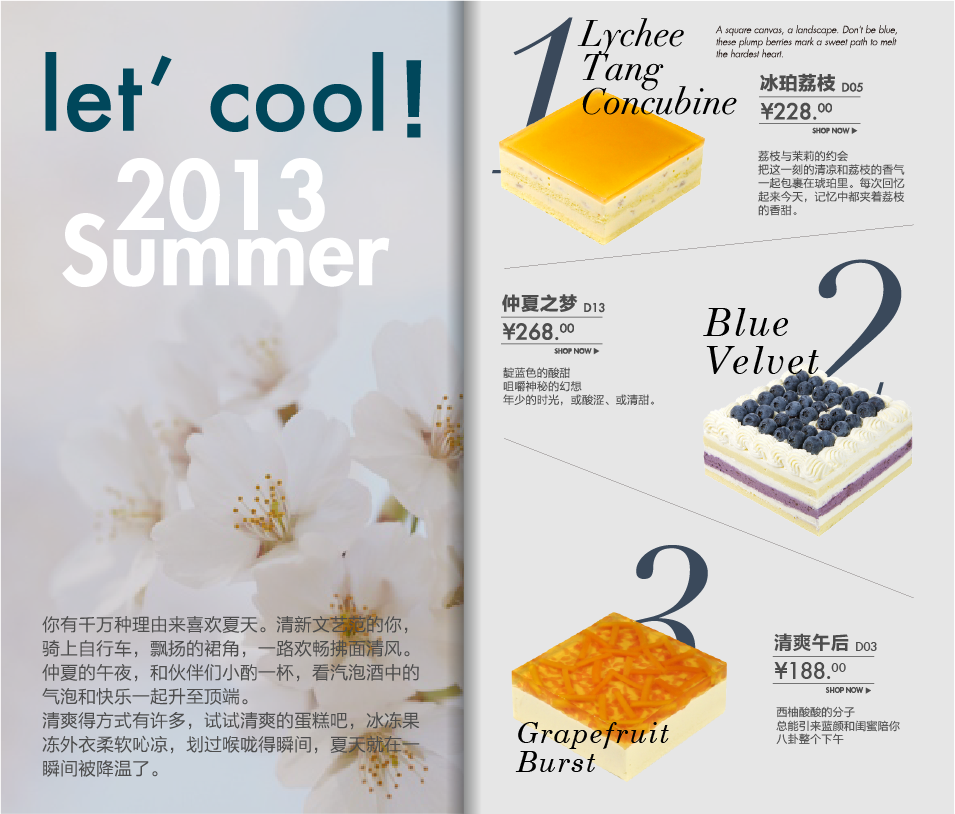 let' cool!
2013
Summer
你有千万种理由来喜欢夏天。清新文艺范的你，
骑上自行车，飘扬的裙角，一路欢畅拂面清风。
仲夏的午夜，和伙伴们小酌一杯，看汽泡酒中的
气泡和快乐一起升至顶端。
清爽得方式有许多，试试清爽的蛋糕吧，冰冻果
冻外衣柔软吣凉，划过喉咙得瞬间，夏天就在一
瞬间被降温了。
1
Lychee
Tang
Concubine
A square canvas, a landscape. Don't be blue,
these plump berries mark a sweet path to melt
the hardest heart.
冰珀荔枝 D05
¥228.00
SHOP NOW ▶
荔枝与茉莉的约会
把这一刻的清凉和荔枝的香气
一起包裹在琥珀里。每次回忆
起来今天，记忆中都夹着荔枝
的香甜。
仲夏之梦 D13
¥268.00
SHOP NOW ▶
靛蓝色的酸甜
咀嚼神秘的幻想
年少的时光，或酸涩、或清甜。
2
Blue
Velvet
3
Grapefruit
Burst
清爽午后 D03
¥188.00
SHOP NOW ▶
西柚酸酸的分子
总能引来蓝颜和闺蜜陪你
八卦整个下午